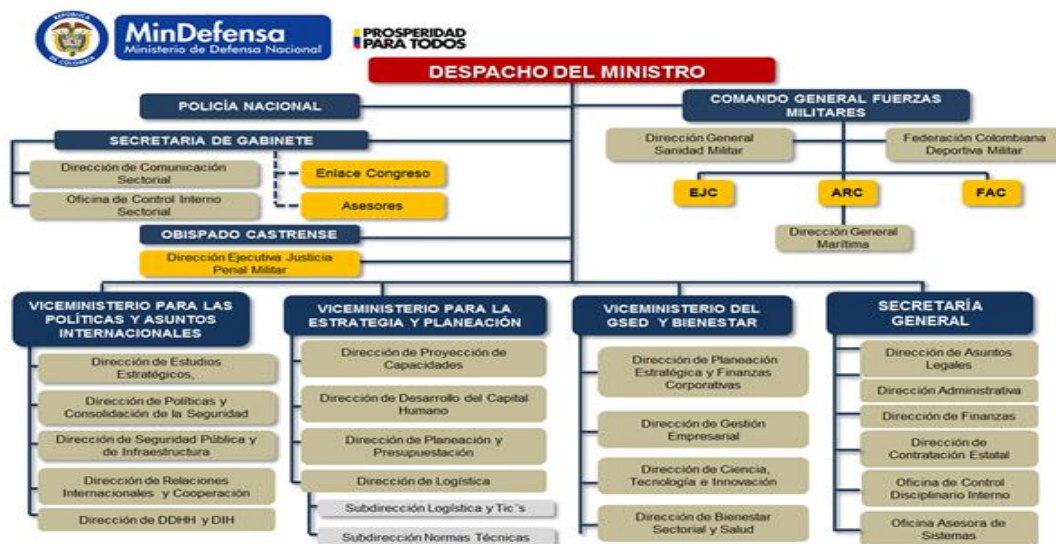 REPÚBLICA
DE COLOMBIA
MinDefensa
Ministerio de Defensa Nacional
PROSPERIDAD
PARA TODOS
DESPACHO DEL MINISTRO
POLICÍA NACIONAL
COMANDO GENERAL FUERZAS
MILITARES
SECRETARIA DE GABINETE
Dirección General
Sanidad Militar
Federación Colombiana
Deportiva Militar
Dirección de Comunicación
Sectorial
Enlace Congreso
Oficina de Control Interno
Sectorial
Asesores
EJC
ARC
FAC
OBISPADO CASTRENSE
Dirección General
Marítima
Dirección Ejecutiva Justicia
Penal Militar
VICEMINISTERIO PARA LAS
POLÍTICAS Y ASUNTOS
INTERNACIONALES
Dirección de Estudios
Estratégicos,
Dirección de Políticas y
Consolidación de la Seguridad
Dirección de Seguridad Pública y
de Infraestructura
Dirección de Relaciones
Internacionales y Cooperación
Dirección de DDHH y DIH
VICEMINISTERIO PARA LA
ESTRATEGIA Y PLANEACIÓN
Dirección de Proyección de
Capacidades
Dirección de Desarrollo del Capital
Humano
Dirección de Planeación y
Presupuestación
Dirección de Logística
Subdirección Logística y Tic´s
Subdirección Normas Técnicas
VICEMINISTERIO DEL
GSED Y BIENESTAR
Dirección de Planeación
Estratégica y Finanzas
Corporativas
Dirección de Gestión
Empresarial
Dirección de Ciencia,
Tecnología e Innovación
Dirección de Bienestar
Sectorial y Salud
SECRETARÍA
GENERAL
Dirección de Asuntos
Legales
Dirección Administrativa
Dirección de Finanzas
Dirección de
Contratación Estatal
Oficina de Control
Disciplinario Interno
Oficina Asesora de
Sistemas